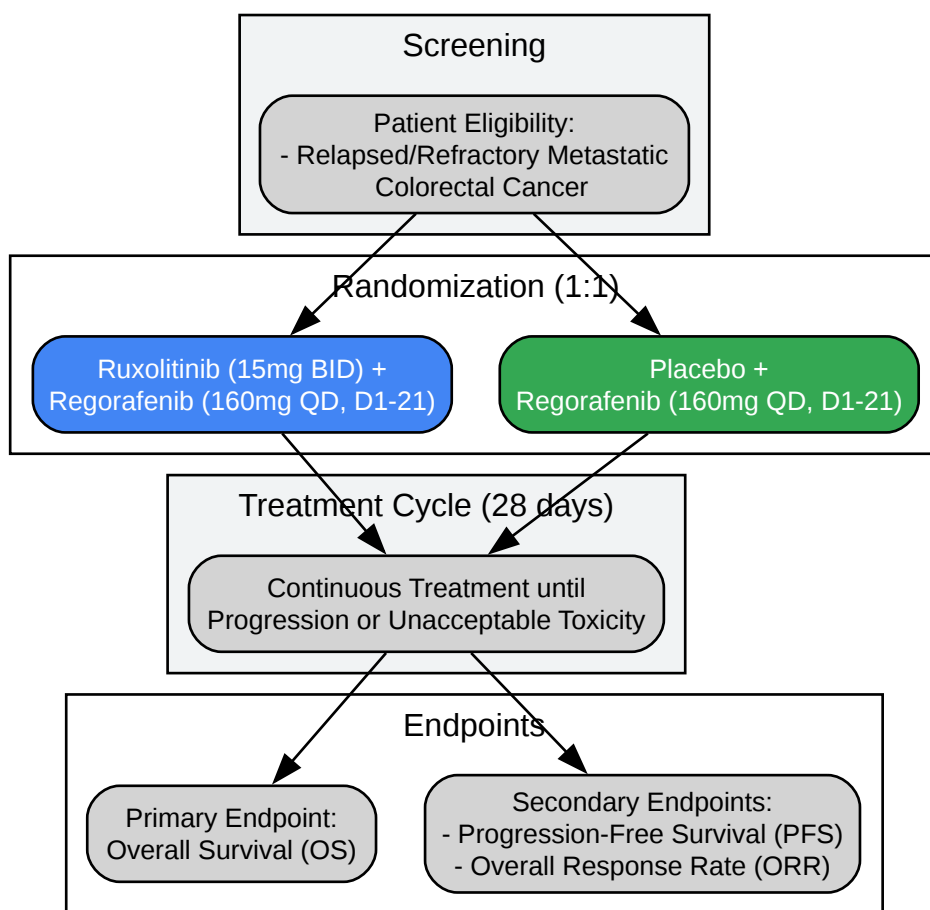 Screening
Patient Eligibility:
- Relapsed/Refractory Metastatic
Colorectal Cancer
Randomization (1:1)
Ruxolitinib (15mg BID) +
Regorafenib (160mg QD, D1-21)
Placebo +
Regorafenib (160mg QD, D1-21)
Treatment Cycle (28 days)
Continuous Treatment until
Progression or Unacceptable Toxicity
Endpoints
Primary Endpoint:
Overall Survival (OS)
Secondary Endpoints:
- Progression-Free Survival (PFS)
- Overall Response Rate (ORR)